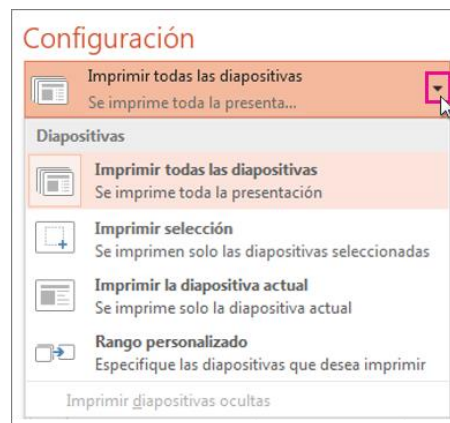 Configuración
Imprimir todas las diapositivas
Se imprime toda la presenta...
Diapositivas
Imprimir todas las diapositivas
Se imprime toda la presentación
Imprimir selección
Se imprimen solo las diapositivas seleccionadas
Imprimir la diapositiva actual
Se imprime solo la diapositiva actual
Rango personalizado
Especifique las diapositivas que desea imprimir
Imprimir diapositivas ocultas